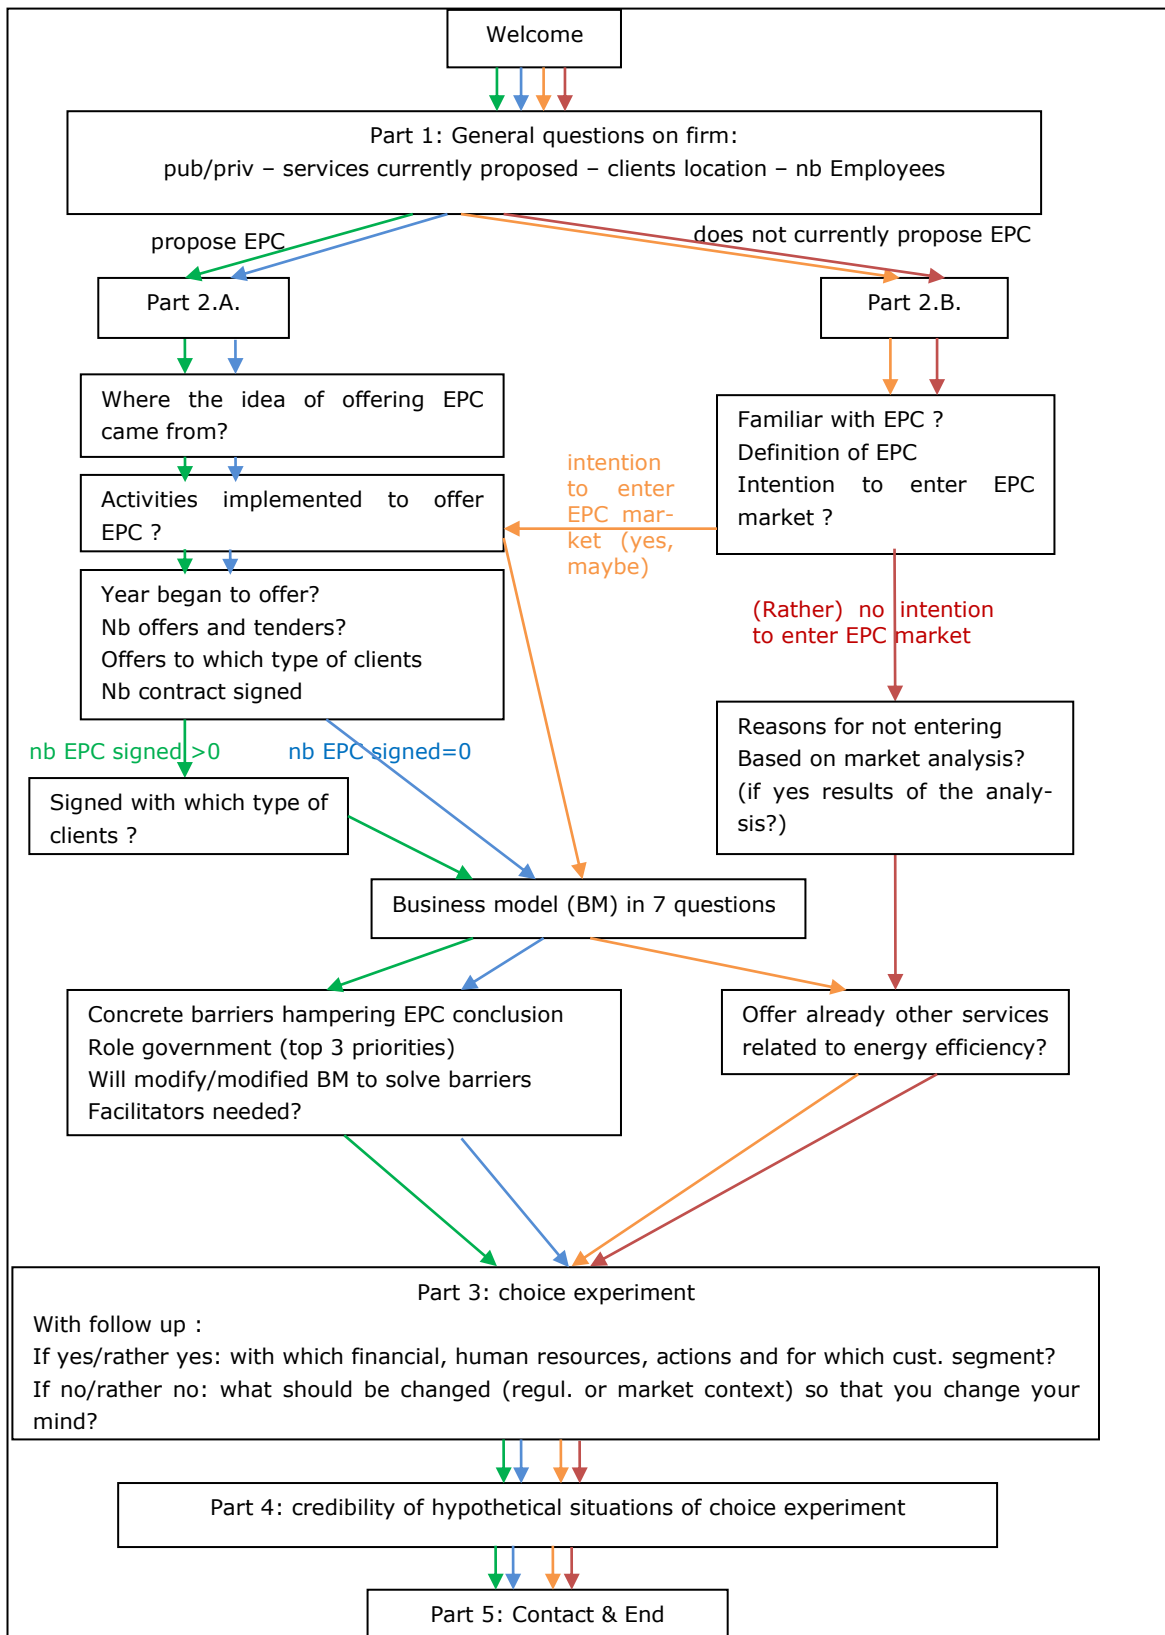 Welcome
Part 1: General questions on firm:
pub/priv – services currently proposed – clients location – nb Employees
propose EPC
does not currently propose EPC
Part 2.A.
Part 2.B.
Where the idea of offering EPC
came from?
Familiar with EPC ?
Definition of EPC
Intention to enter EPC
market ?
intention
to enter
EPC mar-
ket (yes,
maybe)
Activities implemented to offer
EPC ?
Year began to offer?
Nb offers and tenders?
Offers to which type of clients
Nb contract signed
(Rather) no intention
to enter EPC market
nb EPC signed >0
nb EPC signed=0
Reasons for not entering
Based on market analysis?
(if yes results of the analy-
sis?)
Signed with which type of
clients ?
Business model (BM) in 7 questions
Concrete barriers hampering EPC conclusion
Role government (top 3 priorities)
Will modify/modified BM to solve barriers
Facilitators needed?
Offer already other services
related to energy efficiency?
Part 3: choice experiment
With follow up :
If yes/rather yes: with which financial, human resources, actions and for which cust. segment?
If no/rather no: what should be changed (regul. or market context) so that you change your
mind?
Part 4: credibility of hypothetical situations of choice experiment
Part 5: Contact & End